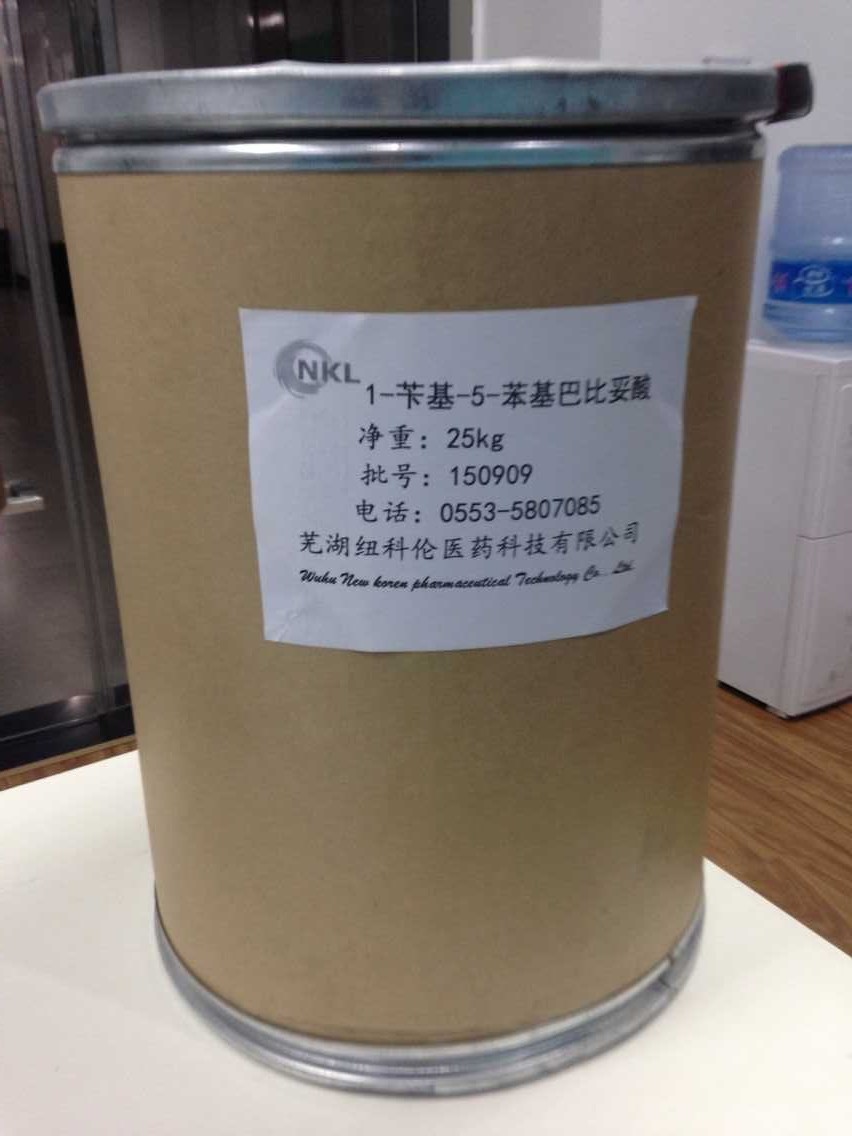 NKL
1-苄基-5-苯基巴比妥酸
净重：25kg
批号：150909
电话：0553-5807085
芜湖纽科伦医药科技有限公司
Wuhu New koren pharmaceutical Technology Co., Ltd.